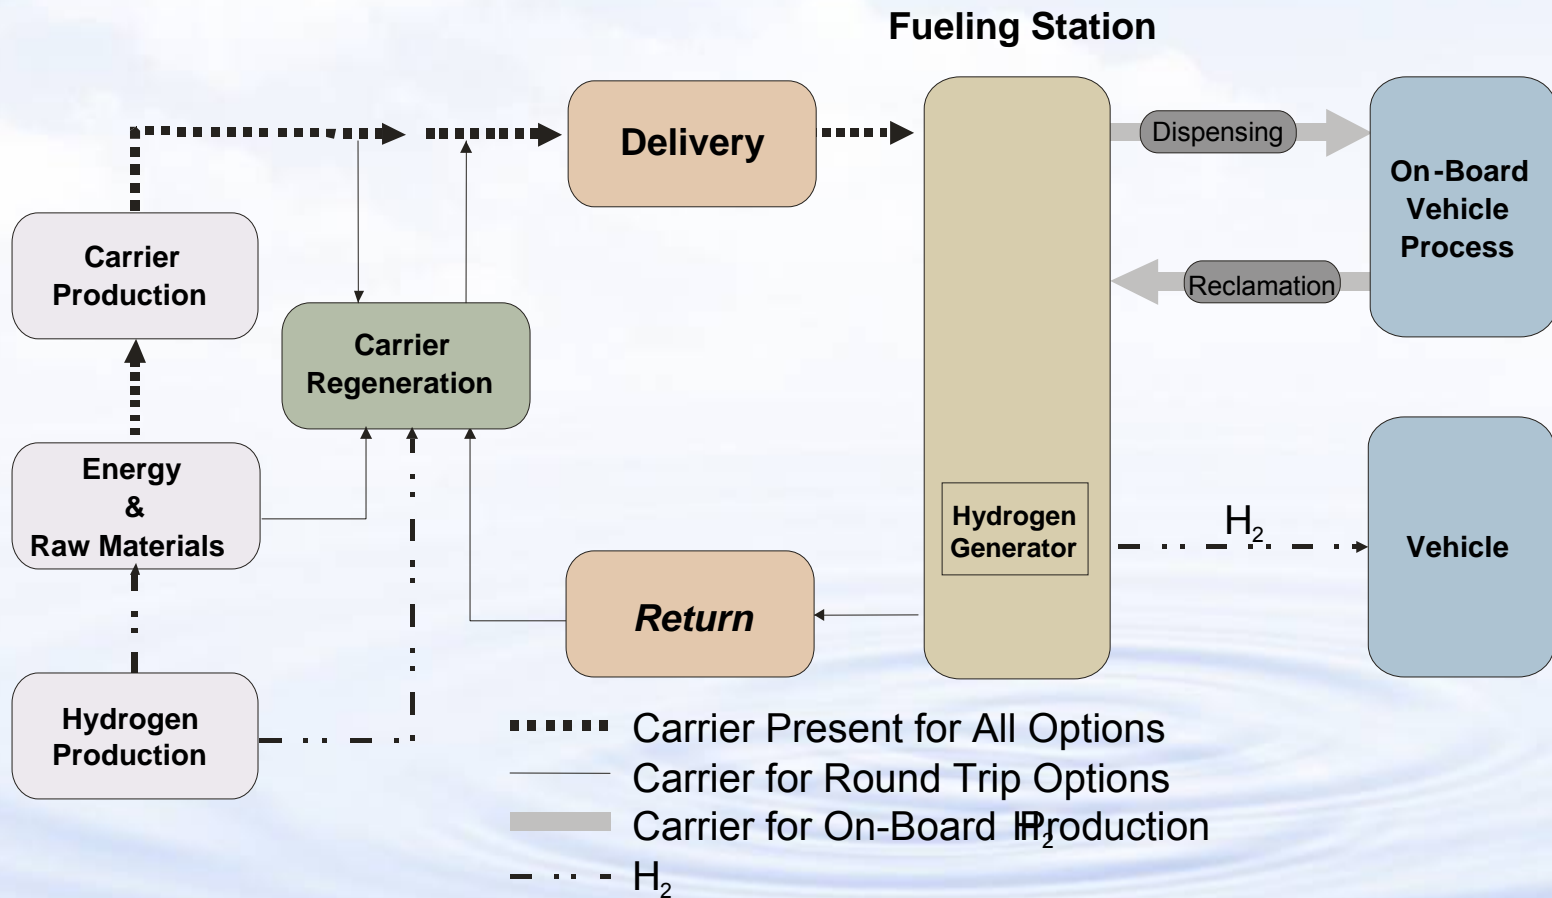 Fueling Station
Delivery
Dispensing
On-Board
Vehicle
Process
Carrier
Production
Reclamation
Carrier
Regeneration
Energy
&
Raw Materials
Hydrogen
Generator
H2
Vehicle
Return
Hydrogen
Production
Carrier Present for All Options
Carrier for Round Trip Options
Carrier for On-Board H2Production
H2